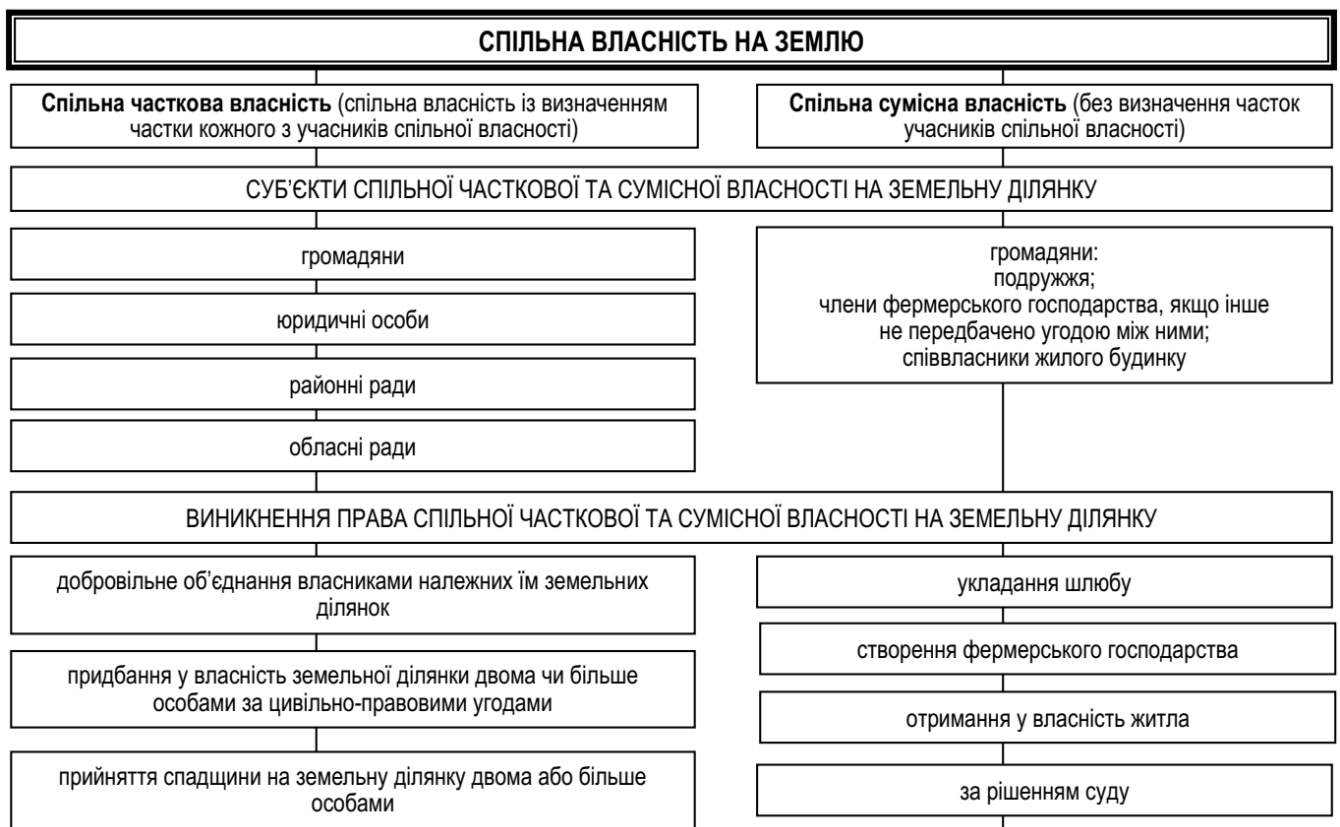 СПІЛЬНА ВЛАСНІСТЬ НА ЗЕМЛЮ
Спільна часткова власність (спільна власність із визначенням
частки кожного з учасників спільної власності)
Спільна сумісна власність (без визначення часток
учасників спільної власності)
СУБ’ЄКТИ СПІЛЬНОЇ ЧАСТКОВОЇ ТА СУМІСНОЇ ВЛАСНОСТІ НА ЗЕМЕЛЬНУ ДІЛЯНКУ
громадяни
юридичні особи
районні ради
обласні ради
громадяни:
подружжя;
члени фермерського господарства, якщо інше
не передбачено угодою між ними;
співвласники жилого будинку
ВИНИКНЕННЯ ПРАВА СПІЛЬНОЇ ЧАСТКОВОЇ ТА СУМІСНОЇ ВЛАСНОСТІ НА ЗЕМЕЛЬНУ ДІЛЯНКУ
добровільне об’єднання власниками належних їм земельних
ділянок
придбання у власність земельної ділянки двома чи більше
особами за цивільно-правовими угодами
прийняття спадщини на земельну ділянку двома або більше
особами
укладання шлюбу
створення фермерського господарства
отримання у власність житла
за рішенням суду